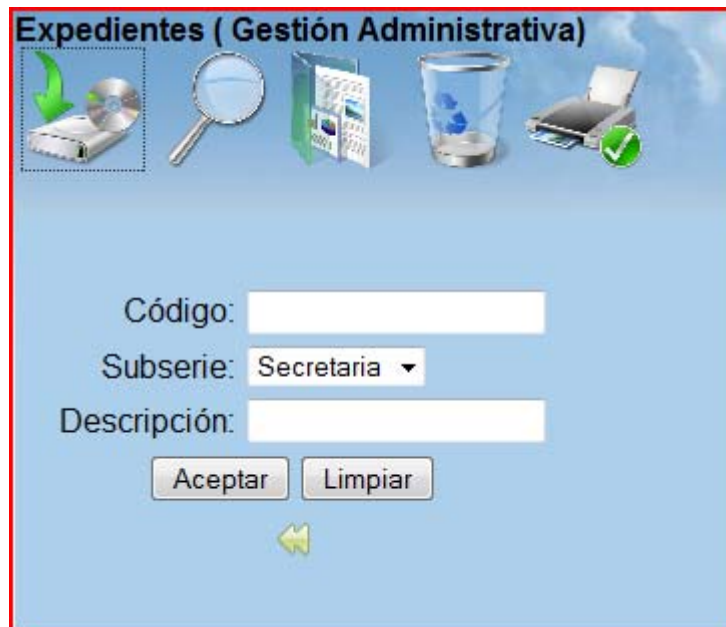 Expedientes ( Gestión Administrativa)
Código:
Subserie: Secretaria
Descripción:
Aceptar Limpiar